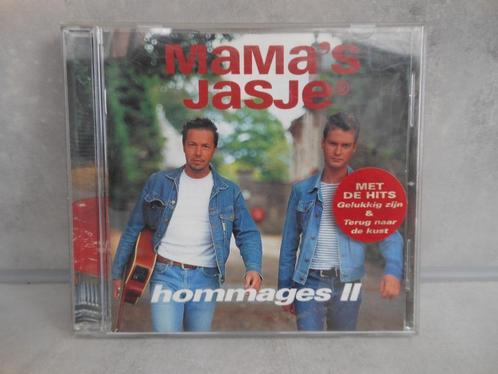 MaMa's
Jasje®
MET
DE HITS
Gelukkig zijn
&
Terug naar
de kust
hommages II